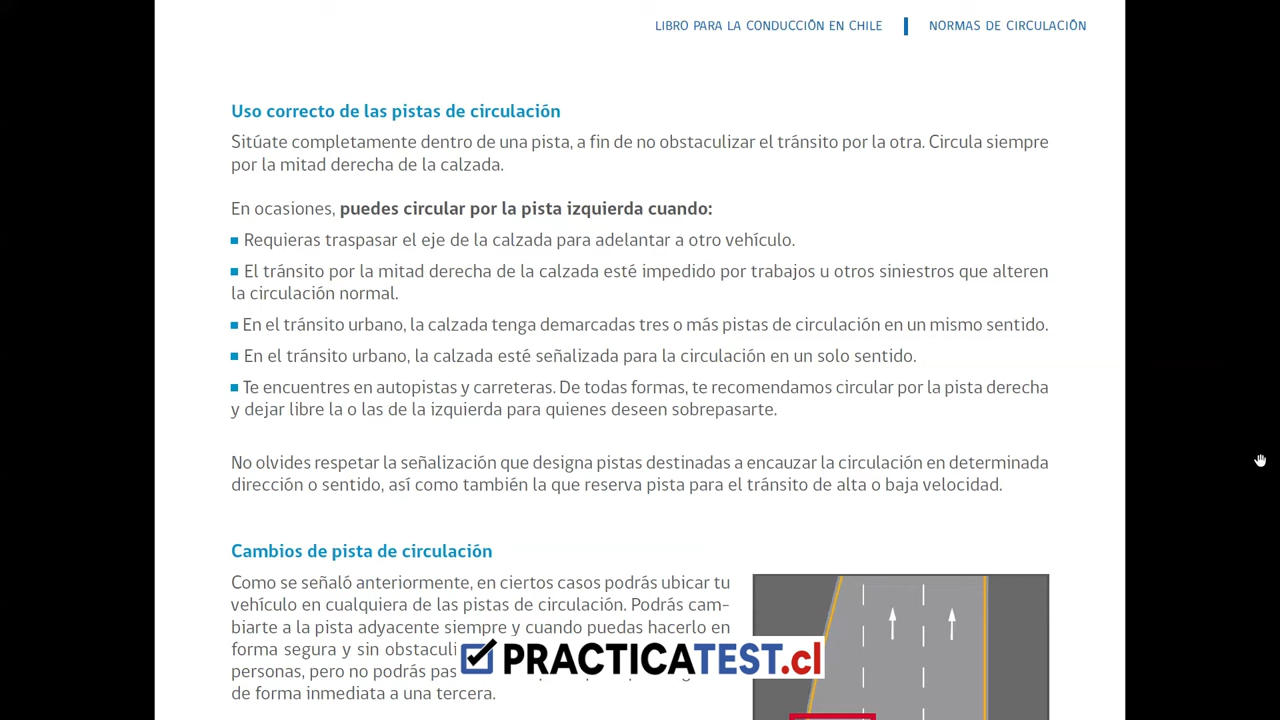 LIBRO PARA LA CONDUCCIÓN EN CHILE | NORMAS DE CIRCULACIÓN
Uso correcto de las pistas de circulación
Sitúate completamente dentro de una pista, a fin de no obstaculizar el tránsito por la otra. Circula siempre
por la mitad derecha de la calzada.
En ocasiones, puedes circular por la pista izquierda cuando:
Requieras traspasar el eje de la calzada para adelantar a otro vehículo.
El tránsito por la mitad derecha de la calzada esté impedido por trabajos u otros siniestros que alteren
la circulación normal.
En el tránsito urbano, la calzada tenga demarcadas tres o más pistas de circulación en un mismo sentido.
En el tránsito urbano, la calzada esté señalizada para la circulación en un solo sentido.
Te encuentres en autopistas y carreteras. De todas formas, te recomendamos circular por la pista derecha
y dejar libre la o las de la izquierda para quienes deseen sobrepasarte.
No olvides respetar la señalización que designa pistas destinadas a encauzar la circulación en determinada
dirección o sentido, así como también la que reserva pista para el tránsito de alta o baja velocidad.
Cambios de pista de circulación
Como se señaló anteriormente, en ciertos casos podrás ubicar tu
vehículo en cualquiera de las pistas de circulación. Podrás cam-
biarte a la pista adyacente siempre y cuando puedas hacerlo en
forma segura y sin obstaculi
personas, pero no podrás pas
de forma inmediata a una tercera.
PRACTICATEST.cl